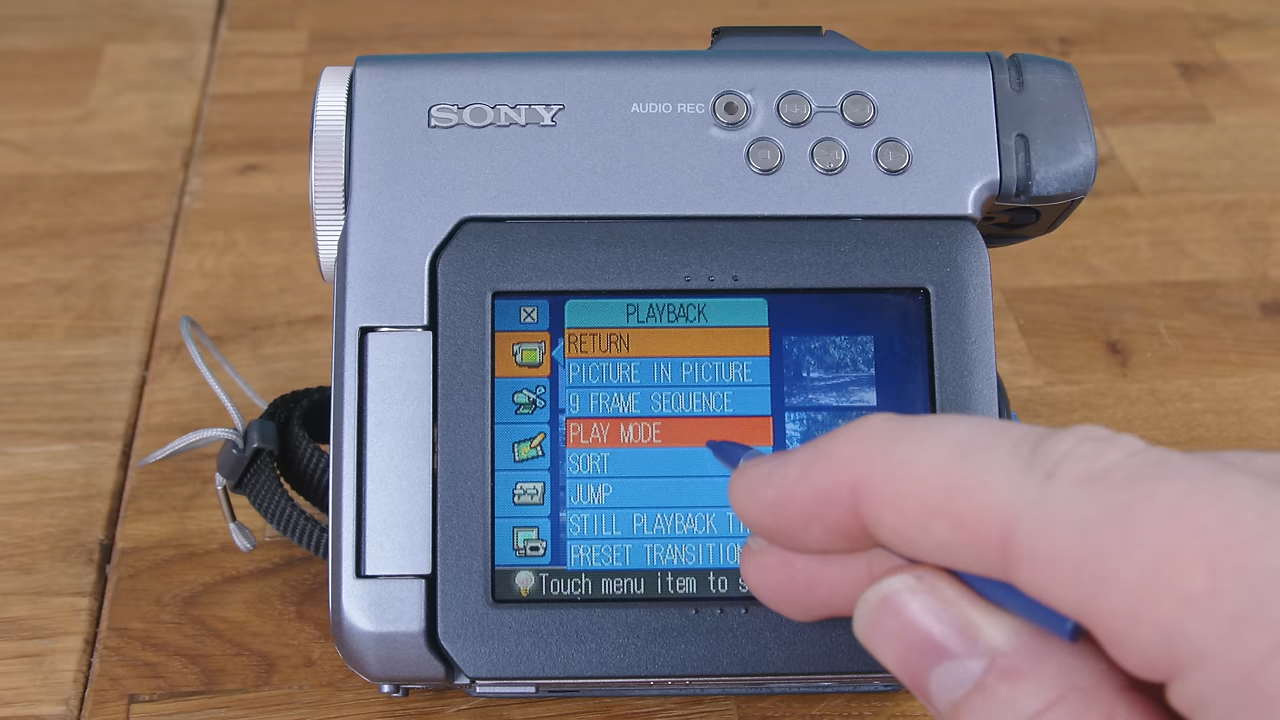 SONY
AUDIO REC
PLAYBACK
RETURN
PICTURE IN PICTURE
9 FRAME SEQUENCE
PLAY MODE
SORT
JUMP
STILL PLAYBACK
PRESET TRANSITION
Touch menu item to